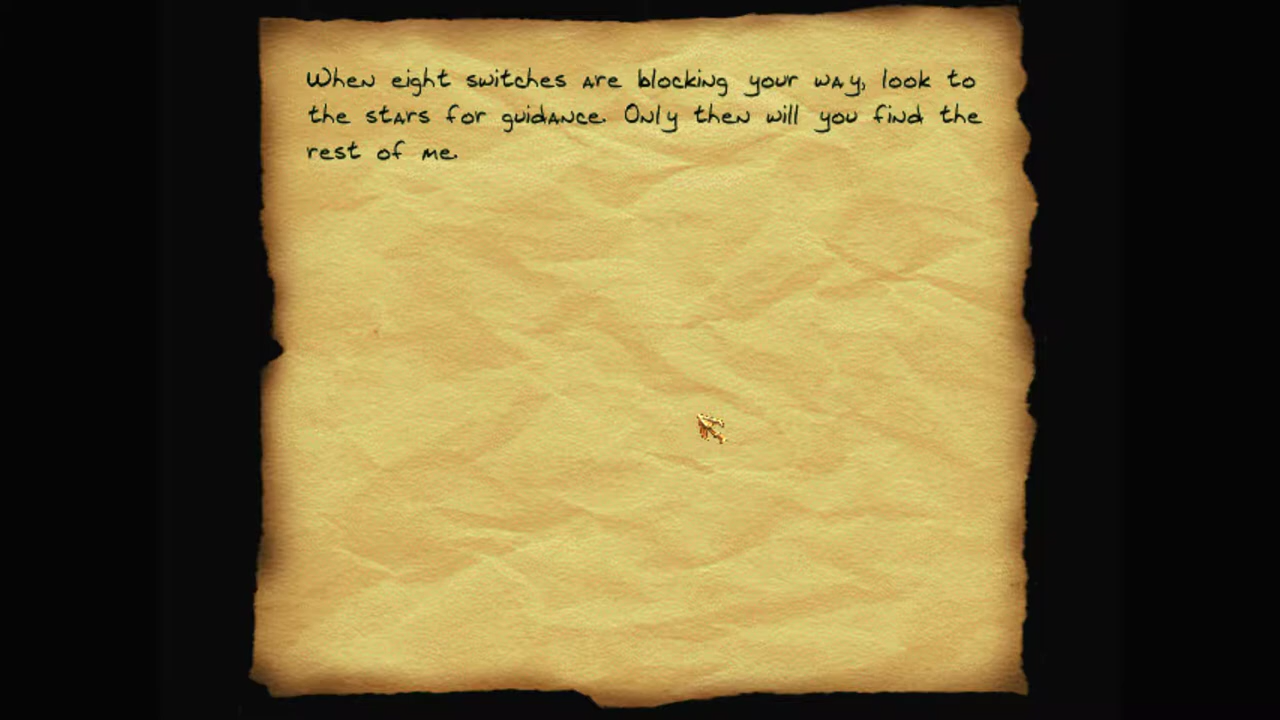 When eight switches are blocking your way, look to
the stars for guidance. Only then will you find the
rest of me.